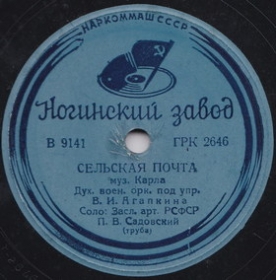 НАРКОММАШ СССР
Ногинский завод
В 9141 ГРК 2646
СЕЛЬСКАЯ ПОЧТА
муз. Карла
Дух. воен. орк. под упр.
В. И. Агапкина
Соло: Засл. арт. РСФСР
П. В. Садовский
(труба)